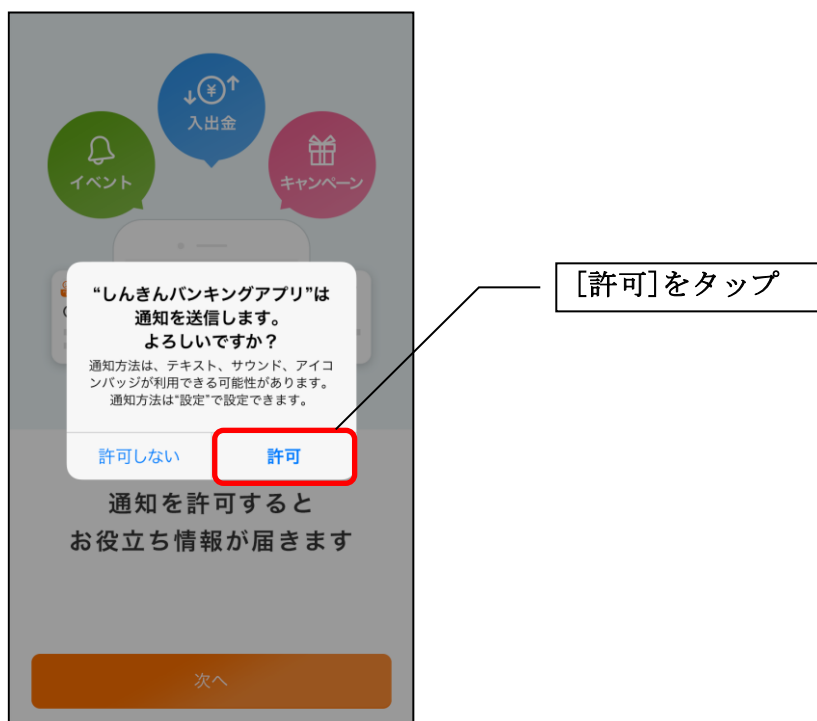 入出金
イベント
キャンペーン
“しんきんバンキングアプリ”は
通知を送信します。
よろしいですか？
通知方法は、テキスト、サウンド、アイコ
ンバッジが利用できる可能性があります。
通知方法は“設定”で設定できます。
許可しない
許可
[許可]をタップ
通知を許可すると
お役立ち情報が届きます
次へ